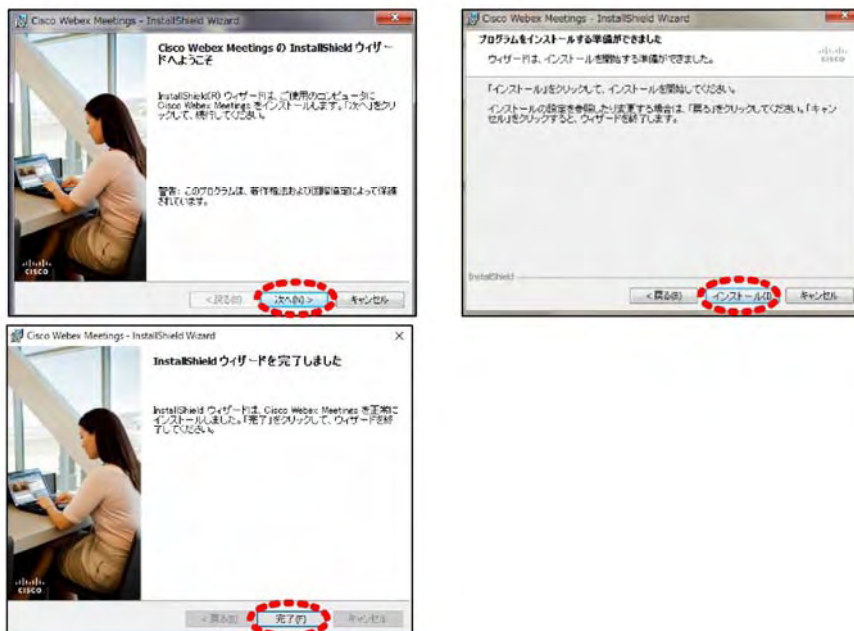 Cisco Webex Meetings - InstallShield Wizard
Cisco Webex Meetings の InstallShield ウィザー
ドへようこそ
InstallShield(R) ウィザードは、ご使用のコンピュータに
Cisco Webex Meetings をインストールします。「次へ」をクリ
ックして、続行してください。
警告: このプログラムは、著作権法および国際協定によって保護
されています。
CISCO
< 戻る(B)
次へ(N) >
キャンセル
Cisco Webex Meetings - InstallShield Wizard
プログラムをインストールする準備ができました
ウィザードは、インストールを開始する準備ができました。
CISCO
「インストール」をクリックして、インストールを開始してください。
インストールの設定を参照したり変更する場合は、「戻る」をクリックしてください。「キャン
セル」をクリックすると、ウィザードを終了します。
InstallShield
< 戻る(B)
インストール(I)
キャンセル
Cisco Webex Meetings - InstallShield Wizard
InstallShield ウィザードを完了しました
InstallShield ウィザードは、Cisco Webex Meetings を正常に
インストールしました。「完了」をクリックして、ウィザードを終
了してください。
CISCO
< 戻る(B)
完了(F)
キャンセル